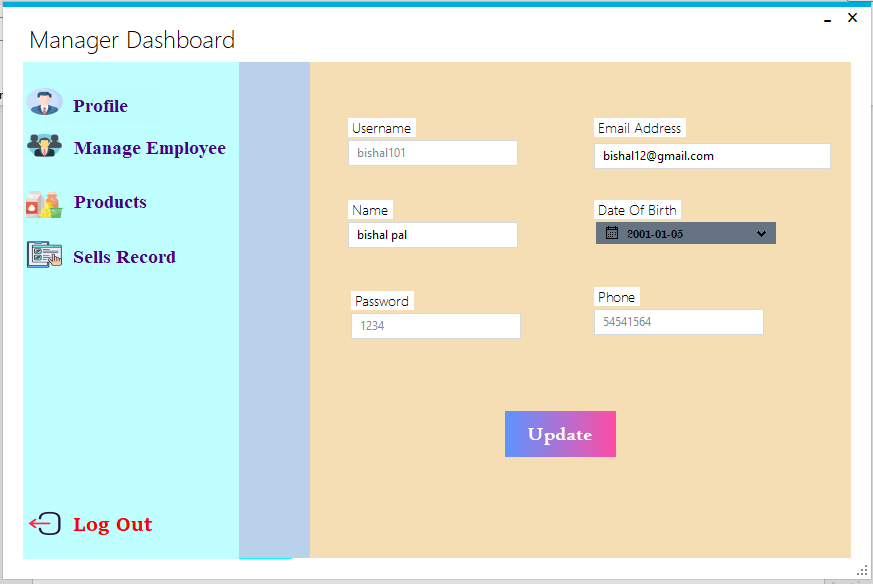 Manager Dashboard
Profile
Manage Employee
Products
Sells Record
Log Out
Username
bishal101
Email Address
bishal12@gmail.com
Name
bishal pal
Date Of Birth
2001-01-05
Password
1234
Phone
54541564
Update